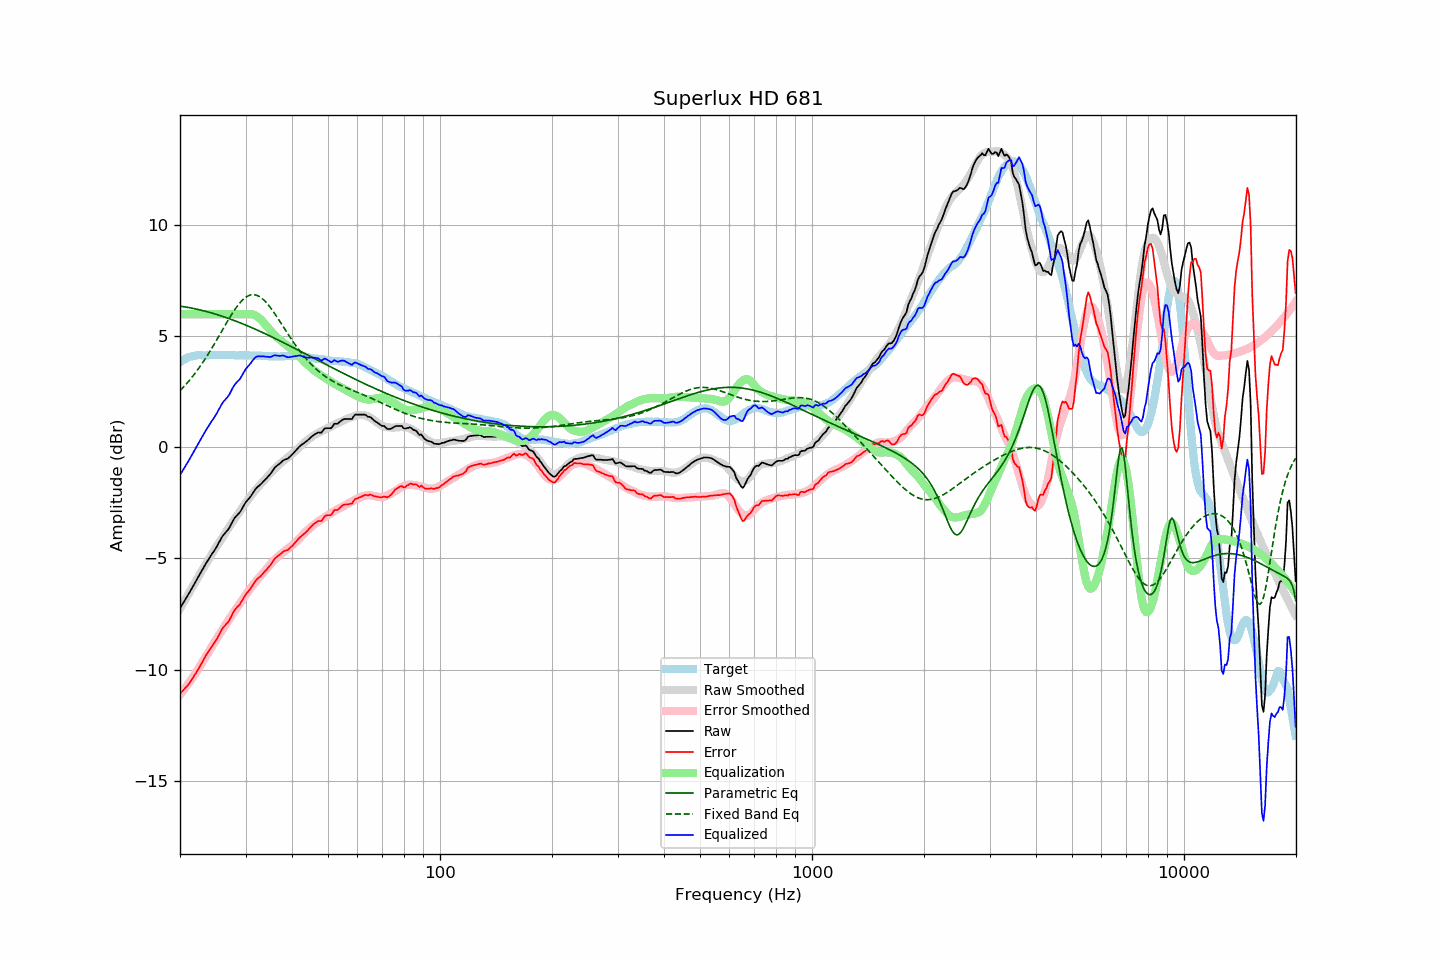 Superlux HD 681
10
5
0
−5
−10
−15
Amplitude (dBr)
100
1000
10000
Frequency (Hz)
Target
Raw Smoothed
Error Smoothed
Raw
Error
Equalization
Parametric Eq
Fixed Band Eq
Equalized